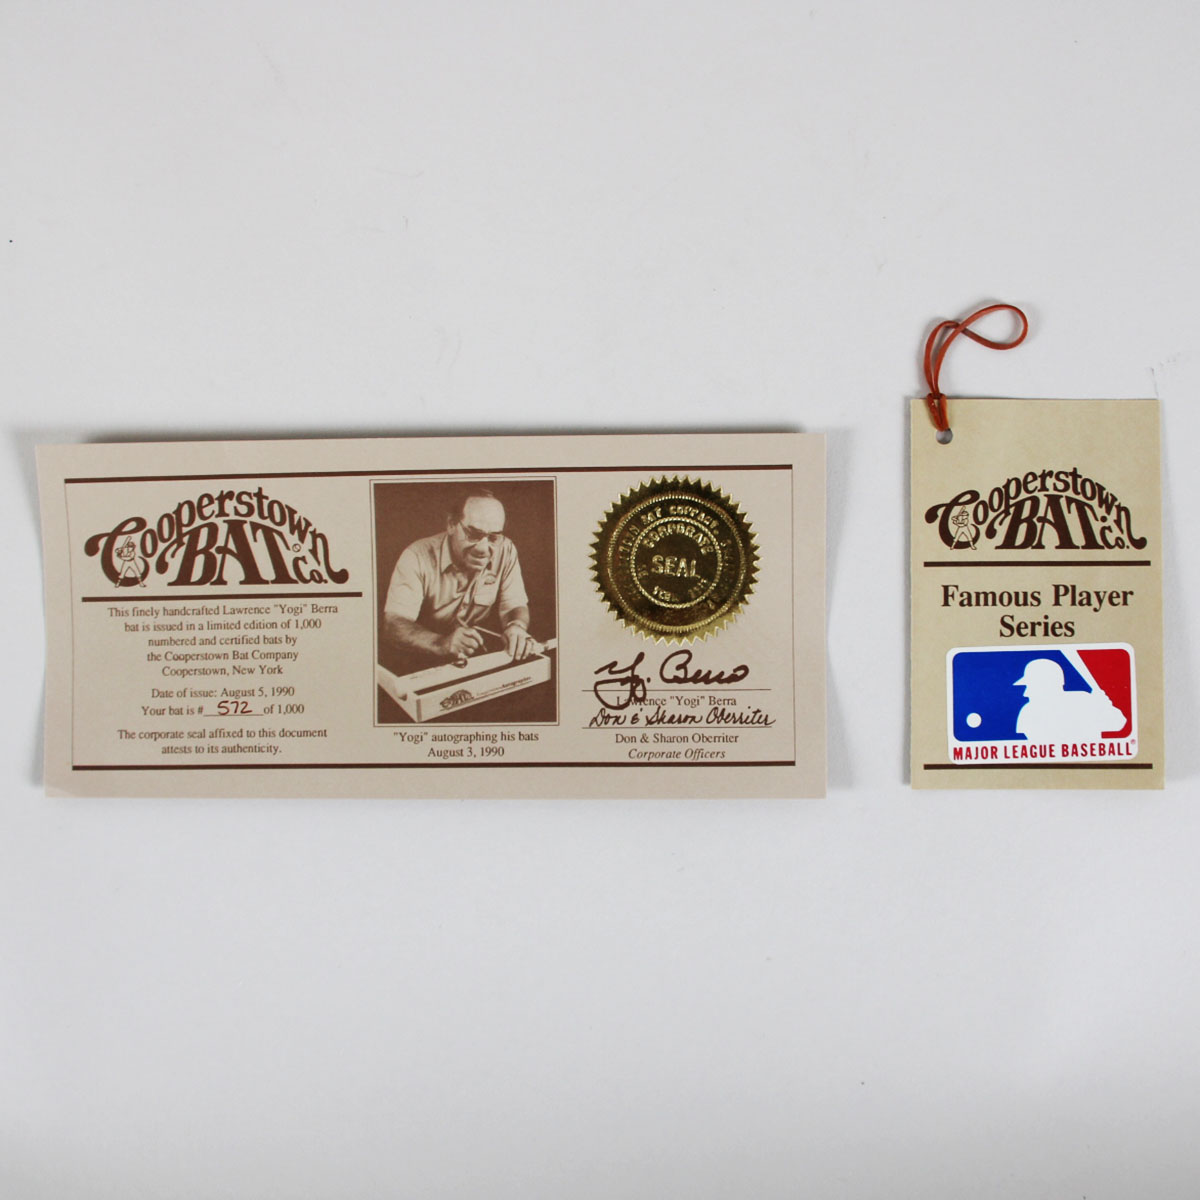 Cooperstown
BAT Co.
This finely handcrafted Lawrence "Yogi" Berra
bat is issued in a limited edition of 1,000
numbered and certified bats by
the Cooperstown Bat Company
Cooperstown, New York
Date of issue: August 5, 1990
Your bat is # 572 of 1,000
The corporate seal affixed to this document
attests to its authenticity.
"Yogi" autographing his bats
August 3, 1990
CORPORATE
SEAL
Yogi Berra
Lawrence "Yogi" Berra
Don & Sharon Oberriter
Don & Sharon Oberriter
Corporate Officers
Cooperstown
BAT Co.
Famous Player
Series
MAJOR LEAGUE BASEBALL®